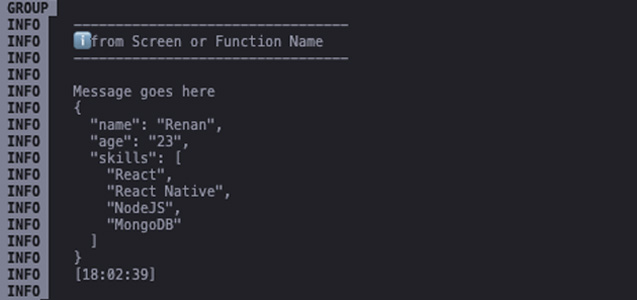 GROUP
INFO ---------------------------------
INFO ℹ️from Screen or Function Name
INFO ---------------------------------
INFO
INFO Message goes here
INFO {
INFO   "name": "Renan",
INFO   "age": "23",
INFO   "skills": [
INFO     "React",
INFO     "React Native",
INFO     "NodeJS",
INFO     "MongoDB"
INFO   ]
INFO }
INFO [18:02:39]
INFO